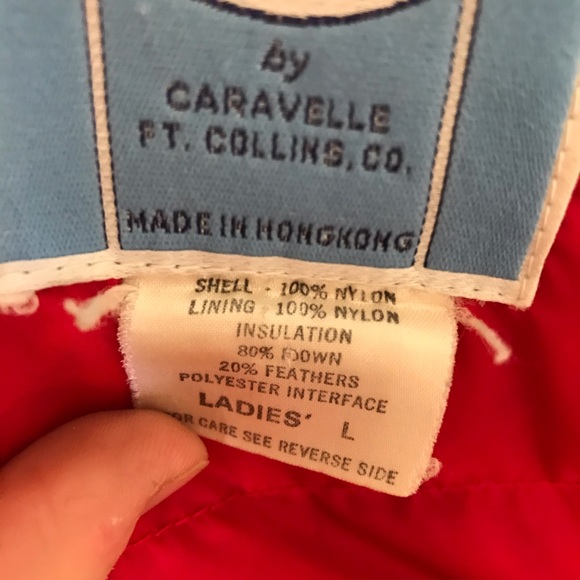 by
CARAVELLE
FT. COLLINS, CO.
MADE IN HONGKONG
SHELL - 100% NYLON
LINING - 100% NYLON
INSULATION
80% DOWN
20% FEATHERS
POLYESTER INTERFACE
LADIES' L
FOR CARE SEE REVERSE SIDE